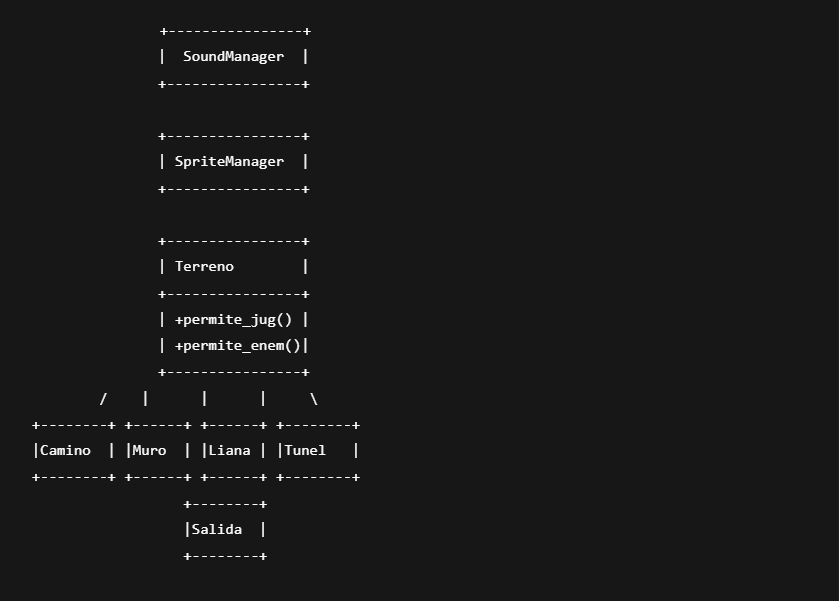 +----------------+
|  SoundManager  |
+----------------+
+----------------+
| SpriteManager  |
+----------------+
+----------------+
| Terreno        |
+----------------+
| +permite_jug() |
| +permite_enem()|
+----------------+
/    |      |      |     \
+--------+ +------+ +------+ +--------+
|Camino  | |Muro  | |Liana | |Tunel   |
+--------+ +------+ +------+ +--------+
+--------+
|Salida  |
+--------+